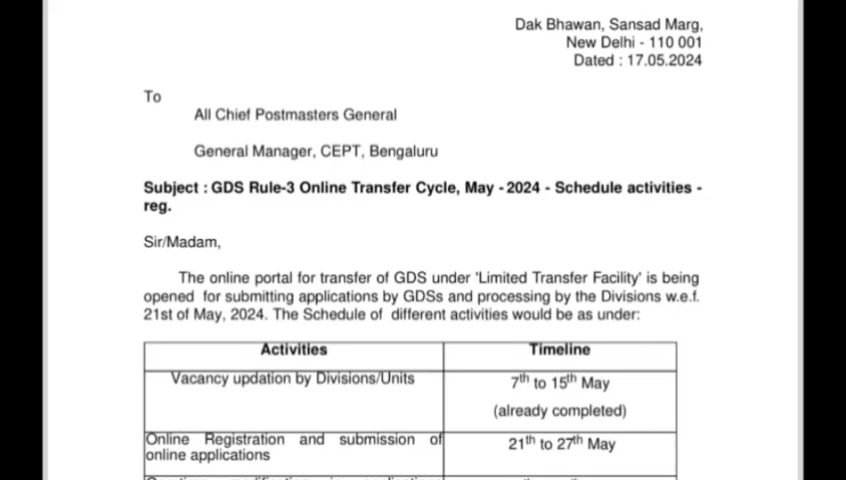 Dak Bhawan, Sansad Marg,
New Delhi - 110 001
Dated : 17.05.2024
To
All Chief Postmasters General
General Manager, CEPT, Bengaluru
Subject : GDS Rule-3 Online Transfer Cycle, May - 2024 - Schedule activities -
reg.
Sir/Madam,
The online portal for transfer of GDS under 'Limited Transfer Facility' is being
opened for submitting applications by GDSs and processing by the Divisions w.e.f.
21st of May, 2024. The Schedule of different activities would be as under:
Activities Timeline
Vacancy updation by Divisions/Units 7th to 15th May
(already completed)
Online Registration and submission of 21th to 27th May
online applications